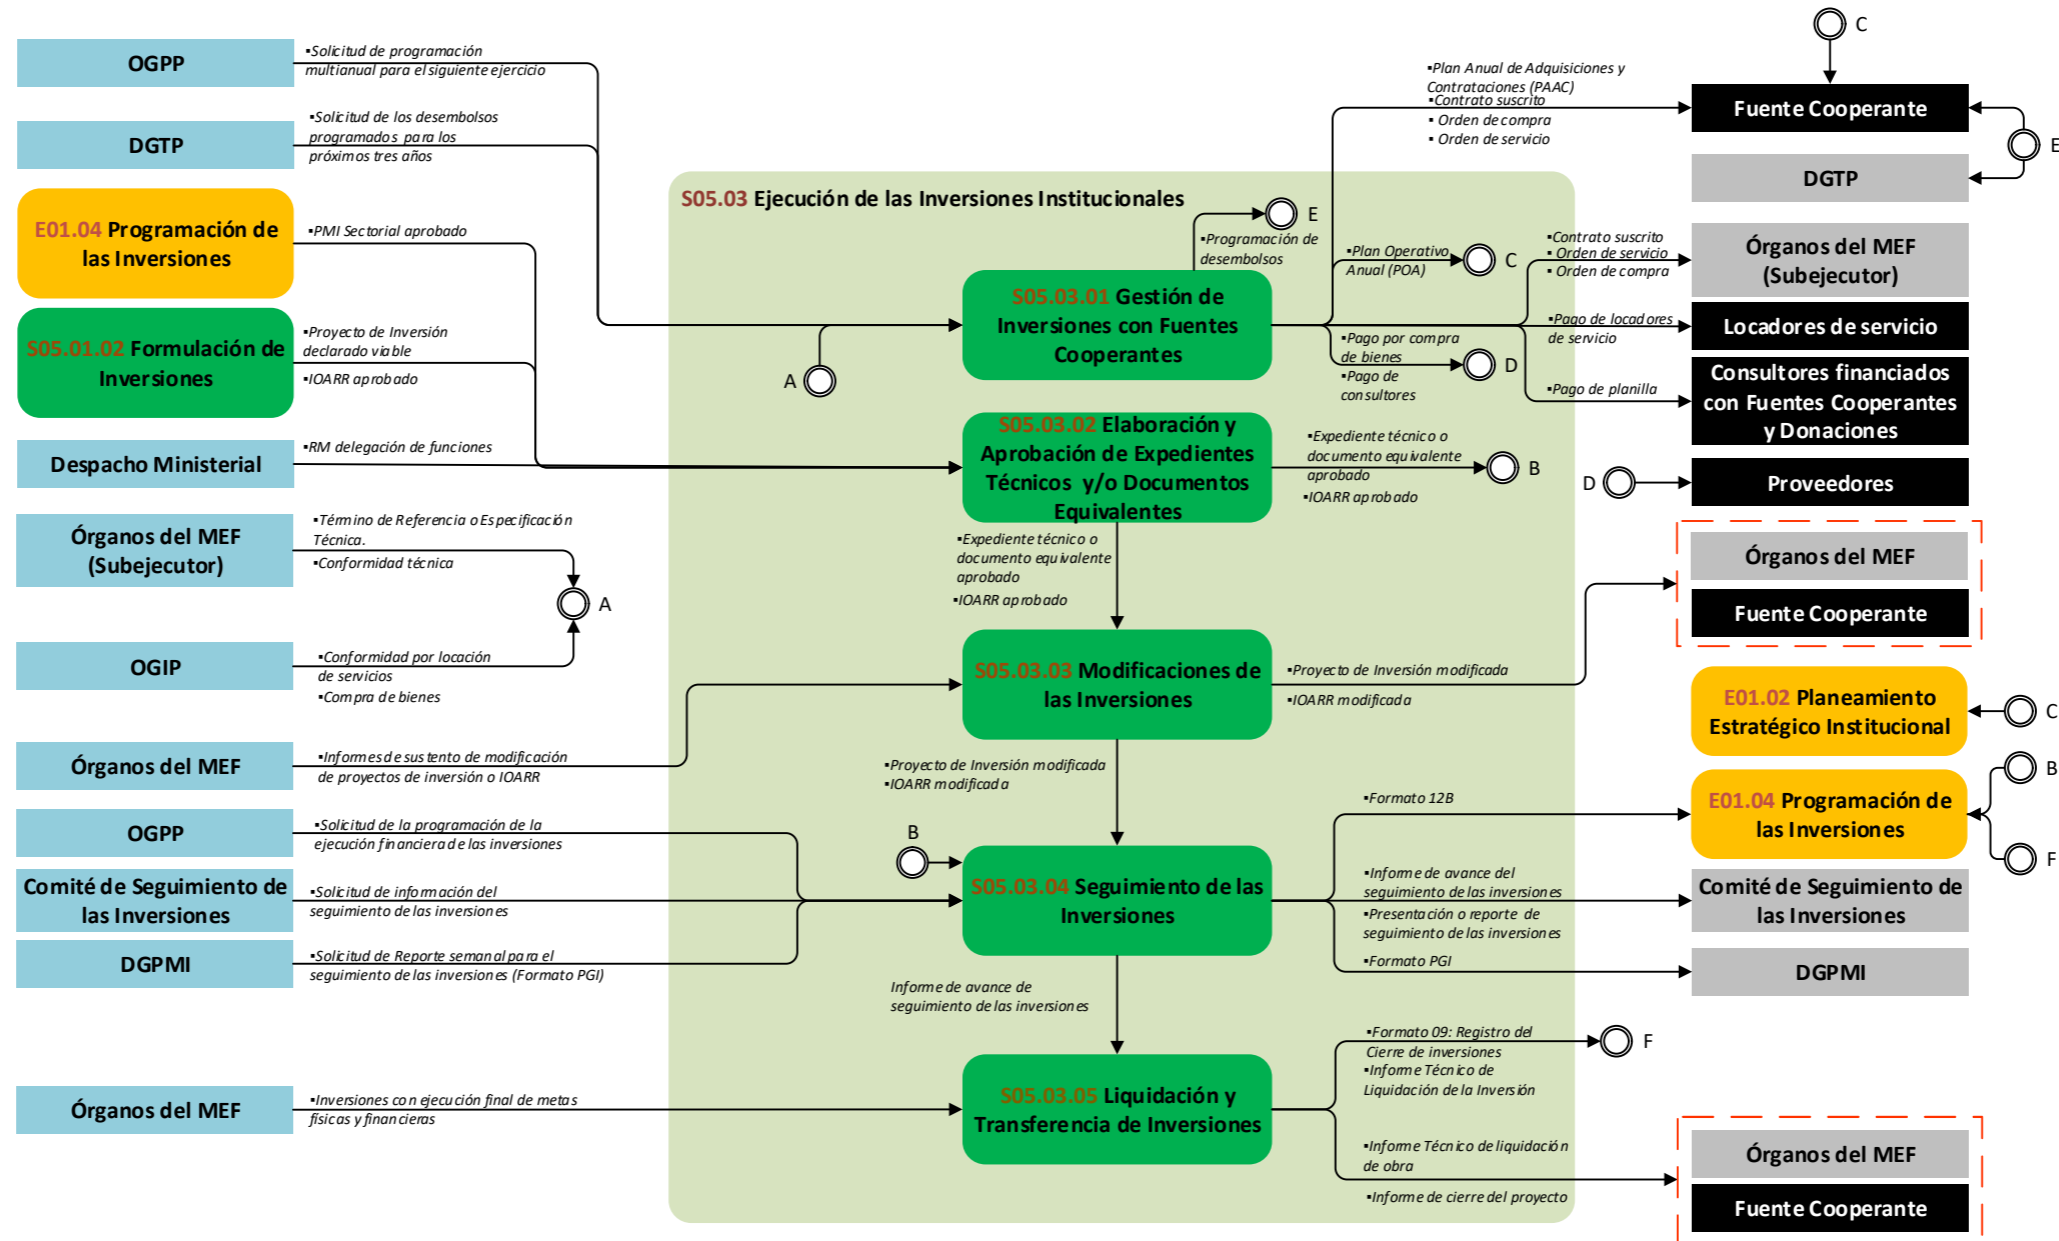 OGPP
▪Solicitud de programación
multianual para el siguiente ejercicio
DGTP
▪Solicitud de los desembolsos
programados para los
próximos tres años
E01.04 Programación de
las Inversiones
▪PMI Sectorial aprobado
S05.01.02 Formulación de
Inversiones
▪Proyecto de Inversión
declarado viable
▪IOARR aprobado
Despacho Ministerial
▪RM delegación de funciones
Órganos del MEF
(Subejecutor)
▪Término de Referencia o Especificación
Técnica.
▪Conformidad técnica
A
OGIP
▪Conformidad por locación
de servicios
▪Compra de bienes
Órganos del MEF
▪Informes de sustento de modificación
de proyectos de inversión o IOARR
OGPP
▪Solicitud de la programación de la
ejecución financiera de las inversiones
Comité de Seguimiento de
las Inversiones
▪Solicitud de información del
seguimiento de las inversiones
DGPMI
▪Solicitud de Reporte semanal para el
seguimiento de las inversiones (Formato PGI)
Órganos del MEF
▪Inversiones con ejecución final de metas
físicas y financieras
S05.03 Ejecución de las Inversiones Institucionales
E
▪Programación de
desembolsos
A
S05.03.01 Gestión de
Inversiones con Fuentes
Cooperantes
▪Plan Anual de Adquisiciones y
Contrataciones (PAAC)
▪Contrato suscrito
▪ Orden de compra
▪ Orden de servicio
▪Plan Operativo
Anual (POA)
C
▪Contrato suscrito
▪ Orden de servicio
▪ Orden de compra
▪Pago por compra
de bienes
▪Pago de
consultores
D
▪Pago de locadores
de servicio
▪Pago de planilla
S05.03.02 Elaboración y
Aprobación de Expedientes
Técnicos y/o Documentos
Equivalentes
▪Expediente técnico o
documento equivalente
aprobado
▪IOARR aprobado
B
▪Expediente técnico o
documento equivalente
aprobado
▪IOARR aprobado
S05.03.03 Modificaciones de
las Inversiones
▪Proyecto de Inversión modificada
▪IOARR modificada
▪Proyecto de Inversión modificada
▪IOARR modificada
B
S05.03.04 Seguimiento de las
Inversiones
▪Formato 12B
▪Informe de avance del
seguimiento de las inversiones
▪Presentación o reporte de
seguimiento de las inversiones
▪Formato PGI
Informe de avance de
seguimiento de las inversiones
S05.03.05 Liquidación y
Transferencia de Inversiones
▪Formato 09: Registro del
Cierre de inversiones
▪Informe Técnico de
Liquidación de la Inversión
F
▪Informe Técnico de liquidación
de obra
▪Informe de cierre del proyecto
C
Fuente Cooperante
E
DGTP
Órganos del MEF
(Subejecutor)
Locadores de servicio
Consultores financiados
con Fuentes Cooperantes
y Donaciones
D
Proveedores
Órganos del MEF
Fuente Cooperante
E01.02 Planeamiento
Estratégico Institucional
C
E01.04 Programación de
las Inversiones
B
F
Comité de Seguimiento de
las Inversiones
DGPMI
Órganos del MEF
Fuente Cooperante